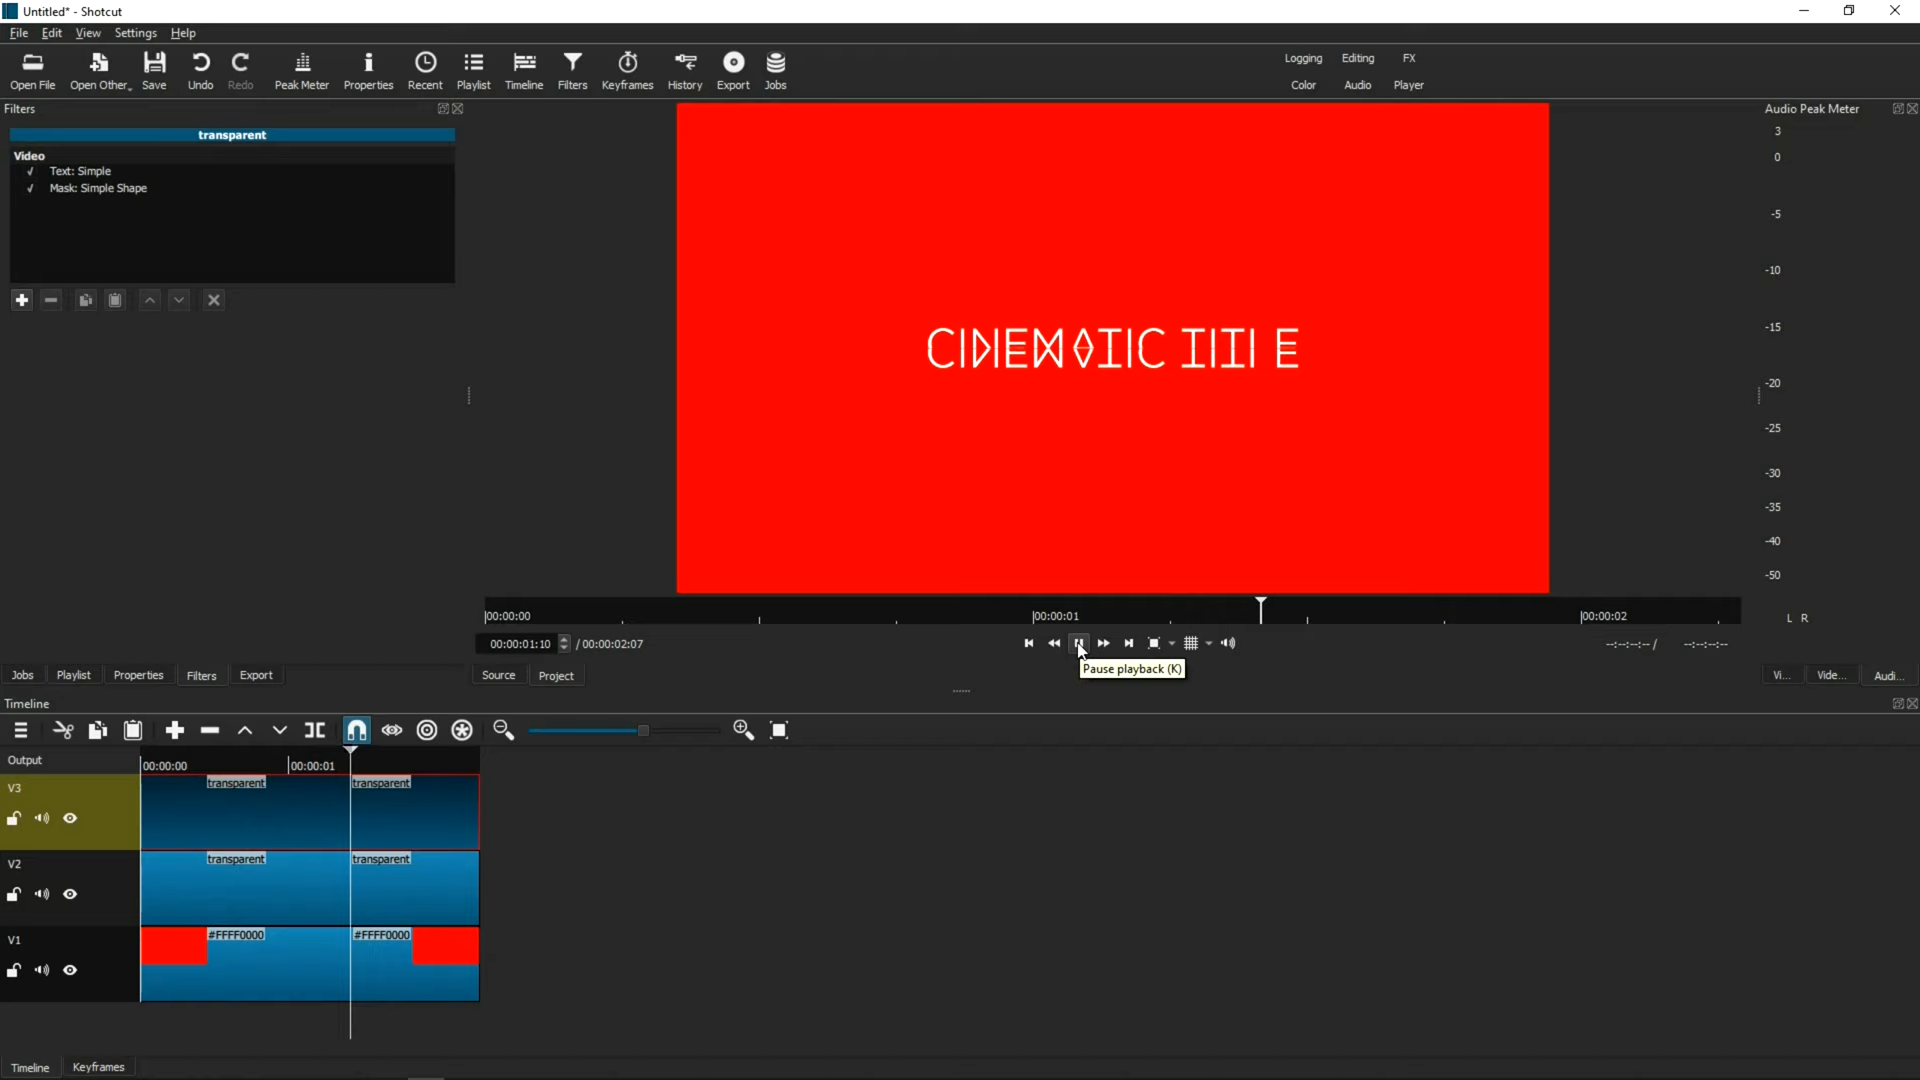 Untitled* - Shotcut
File Edit View Settings Help
Open File Open Other Save Undo Redo Peak Meter Properties Recent Playlist Timeline Filters Keyframes History Export Jobs
Logging Editing FX
Color Audio Player
Filters
transparent
Video
Text: Simple
Mask: Simple Shape
Audio Peak Meter
3
0
-5
-10
-15
-20
-25
-30
-35
-40
-50
L R
00:00:00 00:00:01 00:00:02
00:00:01:10 / 00:00:02:07
--:--:--:-- / --:--:--:--
Pause playback (K)
Jobs Playlist Properties Filters Export
Source Project
Vi... Vide... Audi...
Timeline
Output
00:00:00 00:00:01
V3
transparent transparent
V2
transparent transparent
V1
#FFFF0000 #FFFF0000
Timeline Keyframes